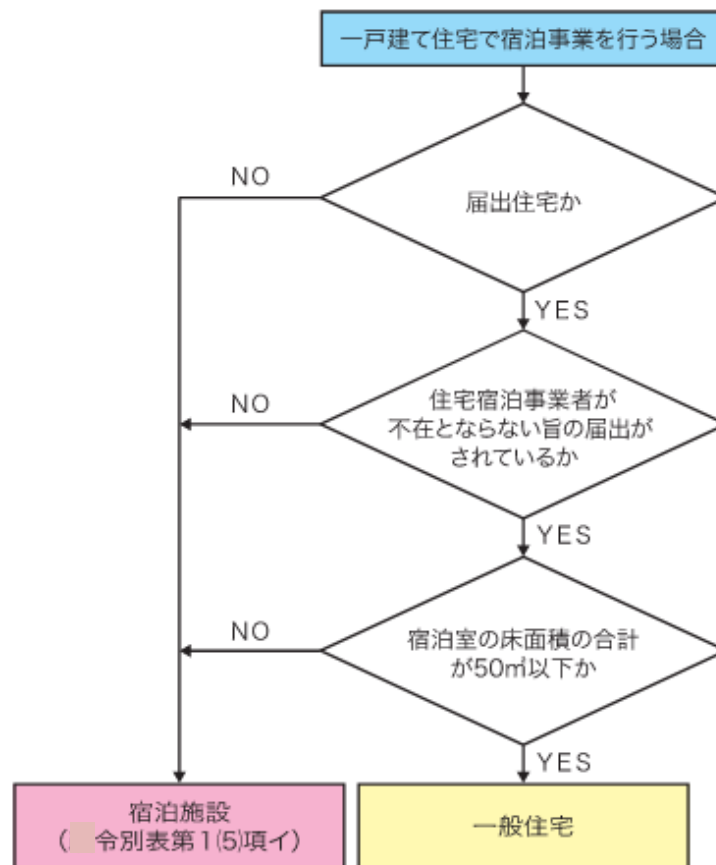 一戸建て住宅で宿泊事業を行う場合
届出住宅か
NO
YES
住宅宿泊事業者が
不在とならない旨の届出が
されているか
NO
YES
宿泊室の床面積の合計
が50㎡以下か
NO
YES
宿泊施設
（ 令別表第1(5)項イ）
一般住宅